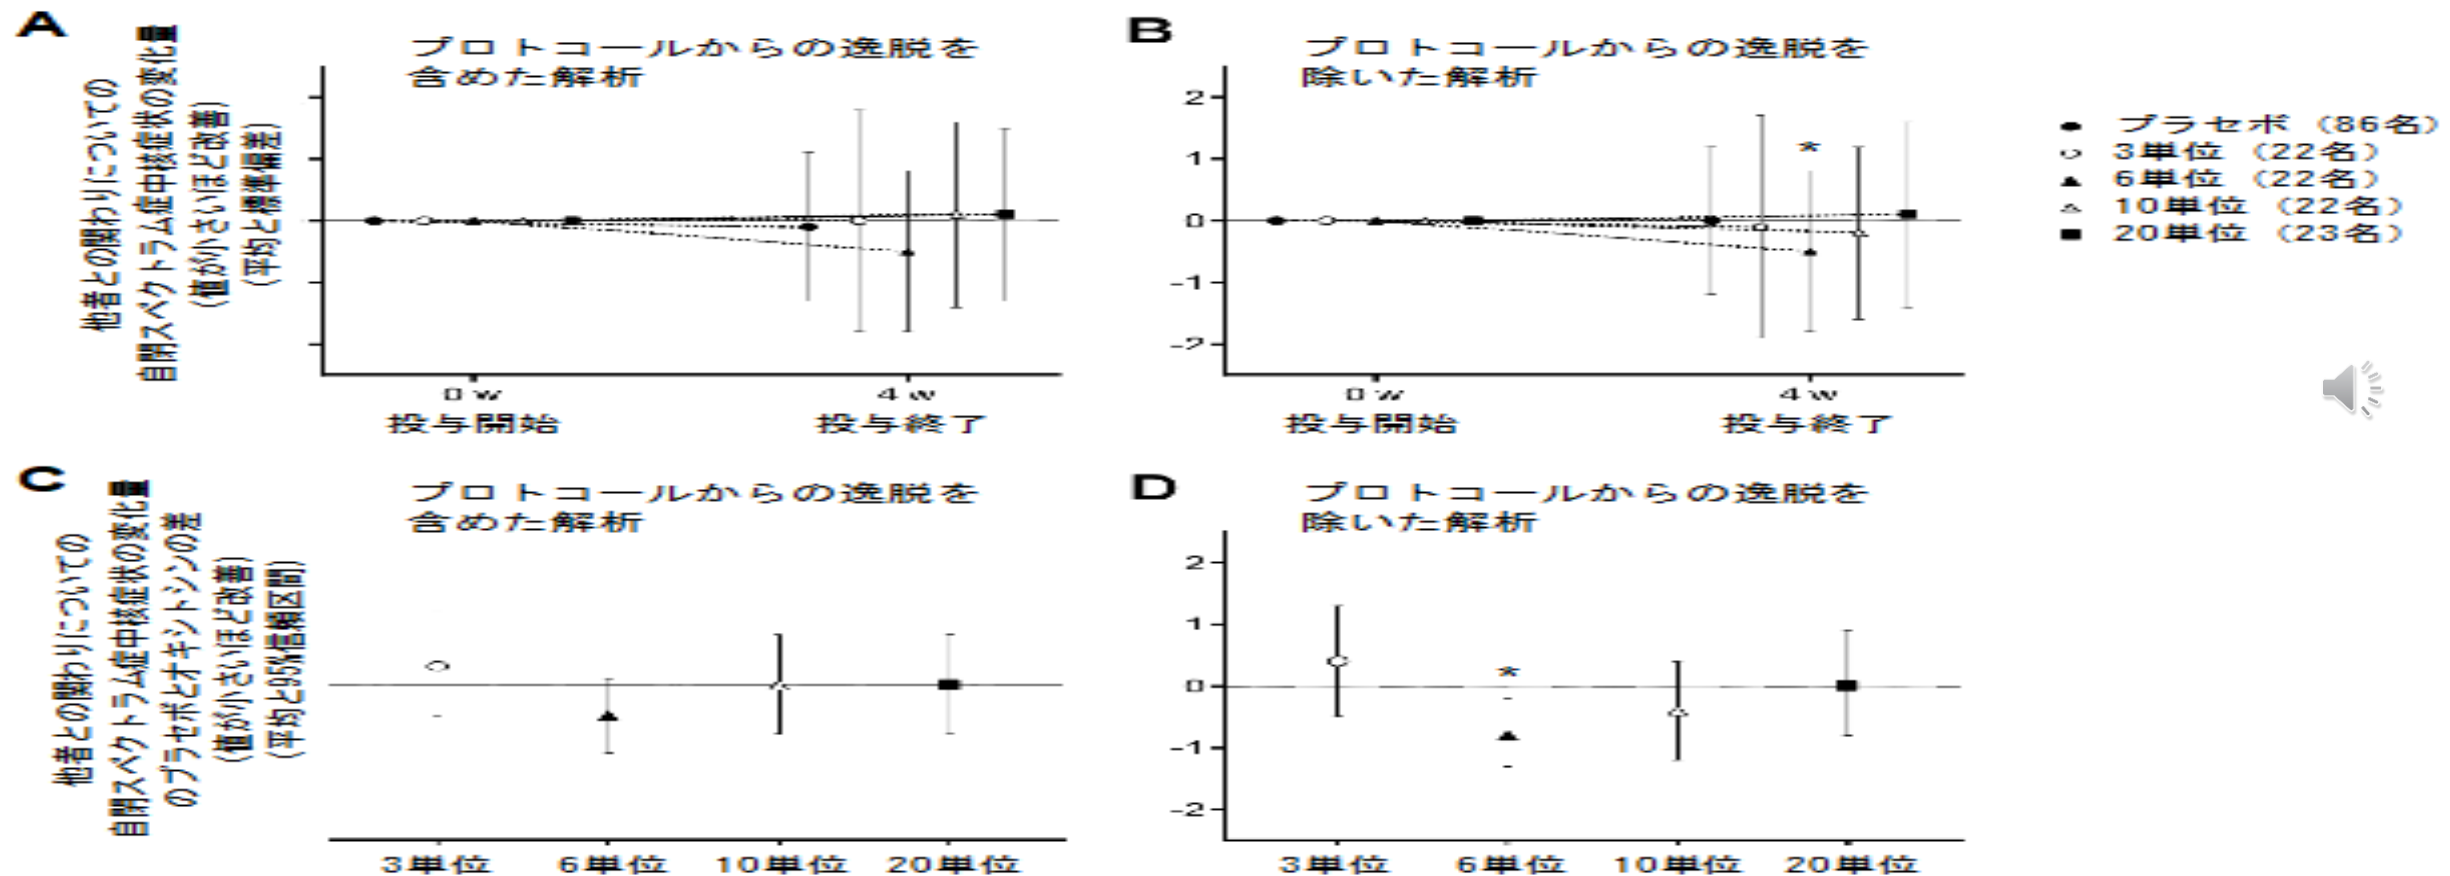 A
プロトコールからの逸脱を
含めた解析
他者との関わりについての
自閉スペクトラム症中核症状の変化量
(値が小さいほど改善)
(平均と標準偏差)
0w
4w
投与開始
投与終了
B
プロトコールからの逸脱を
除いた解析
2
1
0
-1
-2
*
0w
4w
投与開始
投与終了
プラセボ (86名)
3単位 (22名)
6単位 (22名)
10単位 (22名)
20単位 (23名)
C
プロトコールからの逸脱を
含めた解析
他者との関わりについての
自閉スペクトラム症中核症状の変化量
のプラセボとオキシトシンの差
(値が小さいほど改善)
(平均と95%信頼区間)
3単位
6単位
10単位
20単位
D
プロトコールからの逸脱を
除いた解析
2
1
0
-1
-2
*
3単位
6単位
10単位
20単位